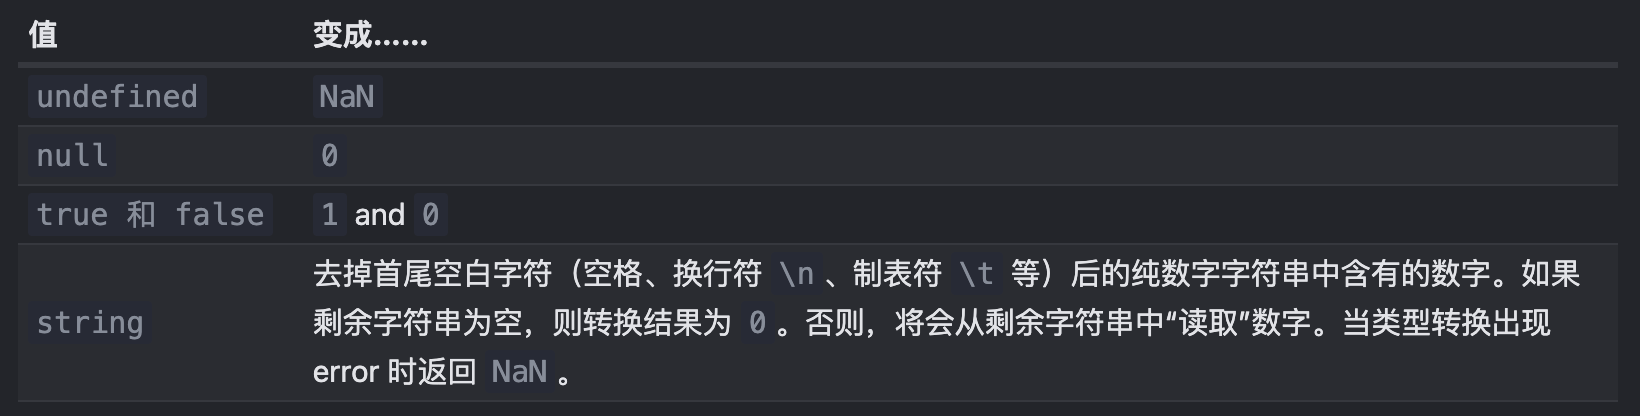 值 变成……
undefined NaN
null 0
true 和 false 1 and 0
去掉首尾空白字符（空格、换行符 \n 、制表符 \t 等）后的纯数字字符串中含有的数字。如果
string 剩余字符串为空，则转换结果为 0 。否则，将会从剩余字符串中“读取”数字。当类型转换出现
error 时返回 NaN 。